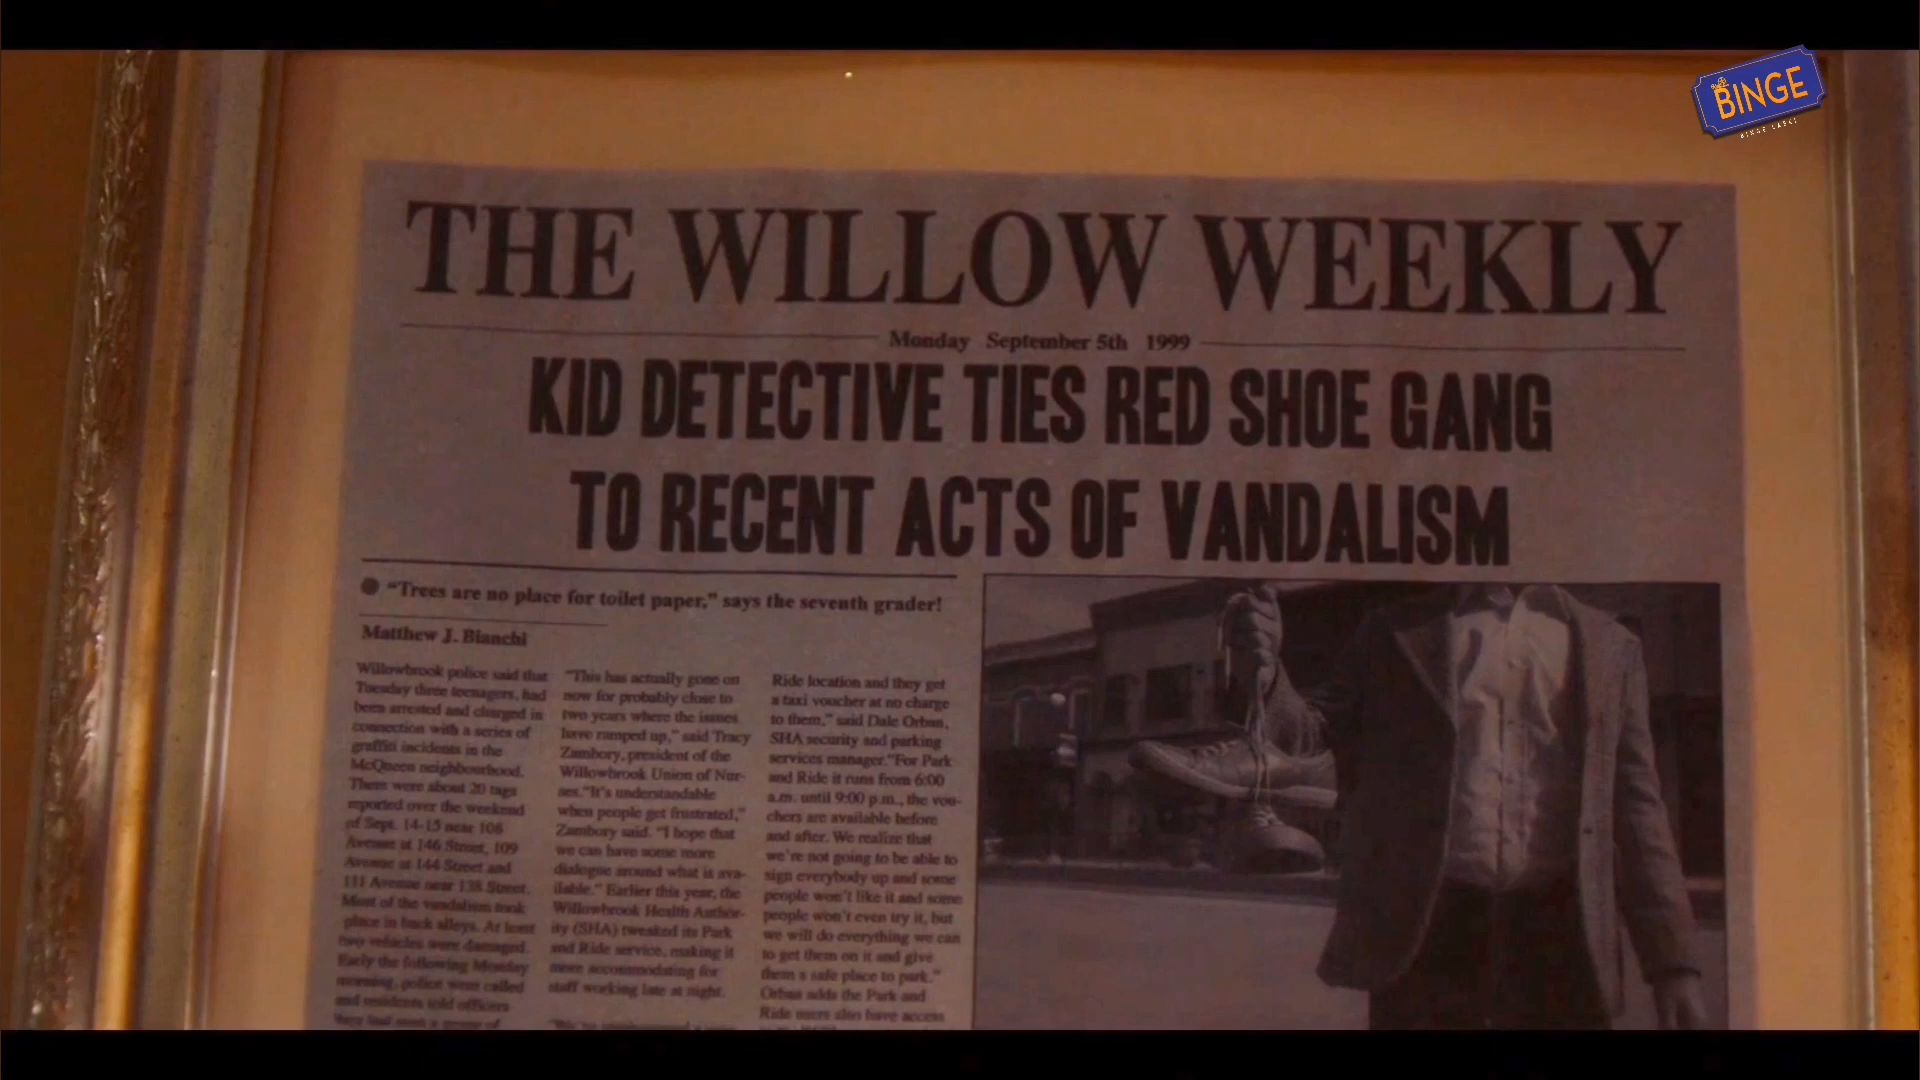 BINGE
THE WILLOW WEEKLY
Monday September 5th 1999
KID DETECTIVE TIES RED SHOE GANG
TO RECENT ACTS OF VANDALISM
"Trees are no place for toilet paper," says the seventh grader!
Matthew J. Bianchi
Willowbrook police said that
Tuesday three teenagers, had
been arrested and charged in
connection with a series of
graffiti incidents in the
McQueen neighbourhood.
There were about 20 tags
reported over the weekend
of Sept. 14-15 near 108
Avenue at 146 Street, 109
Avenue at 144 Street and
111 Avenue near 138 Street.
Most of the vandalism took
place in back alleys. At least
two vehicles were damaged.
Early the following Monday
morning, police were called
and residents told officers
they had seen a group of
"This has actually gone on
now for probably close to
two years where the issues
have ramped up," said Tracy
Zambory, president of the
Willowbrook Union of Nur-
ses."It's understandable
when people get frustrated,"
Zambory said. "I hope that
we can have some more
dialogue around what is ava-
ilable." Earlier this year, the
Willowbrook Health Author-
ity (SHA) tweaked its Park
and Ride service, making it
more accommodating for
staff working late at night.
Ride location and they get
a taxi voucher at no charge
to them," said Dale Orban,
SHA security and parking
services manager."For Park
and Ride it runs from 6:00
a.m. until 9:00 p.m., the vou-
chers are available before
and after. We realize that
we're not going to be able to
sign everybody up and some
people won't like it and some
people won't even try it, but
we will do everything we can
to get them on it and give
them a safe place to park."
Orban adds the Park and
Ride users also have access